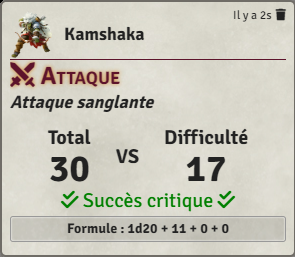 Il y a 2s
Kamshaka
Attaque
Attaque sanglante
Total vs Difficulté
30 17
Succès critique
Formule : 1d20 + 11 + 0 + 0